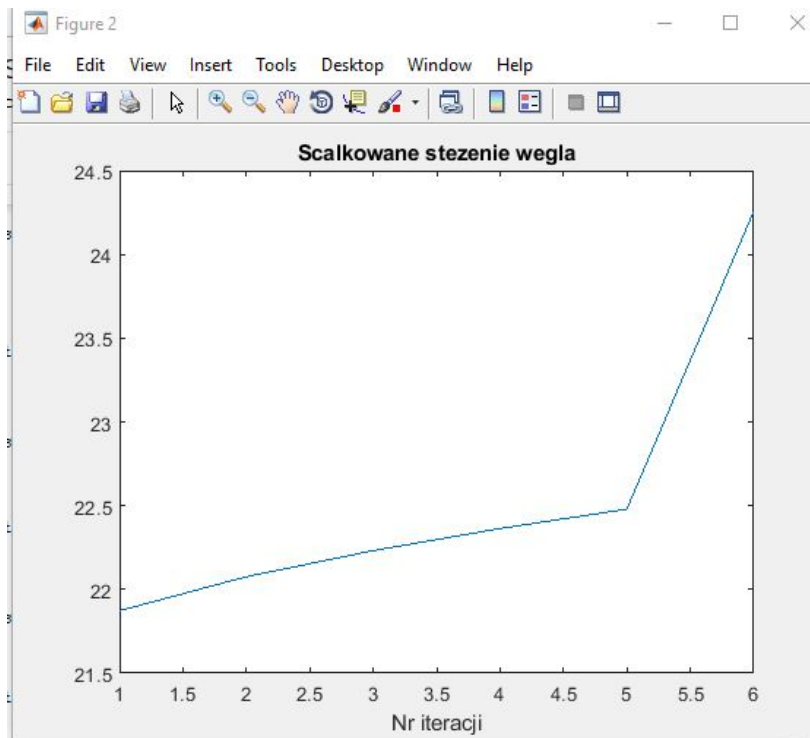 Figure 2
File Edit View Insert Tools Desktop Window Help
Scalkowane stezenie wegla
24.5
24
23.5
23
22.5
22
21.5
1 1.5 2 2.5 3 3.5 4 4.5 5 5.5 6
Nr iteracji